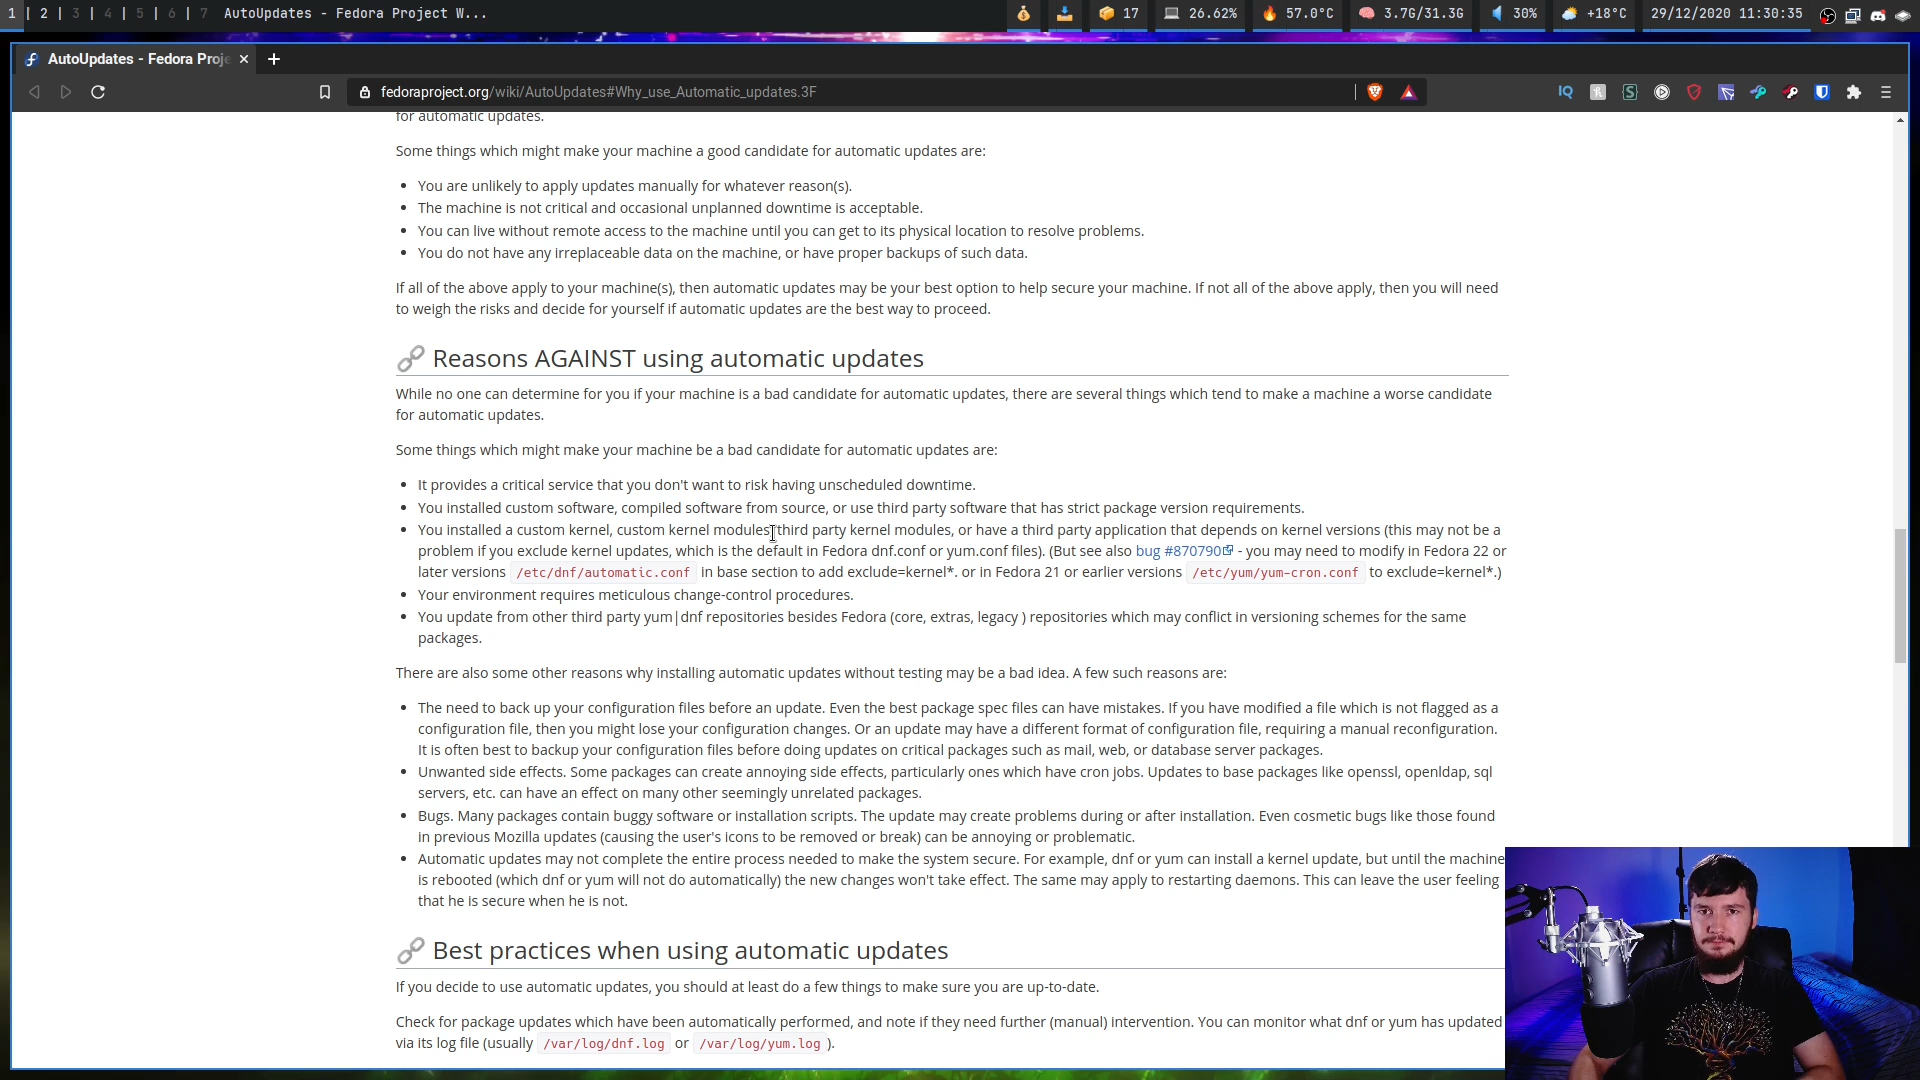 1 | 2 | 3 | 4 | 5 | 6 | 7 AutoUpdates - Fedora Project W... 17 26.62% 57.0°C 3.7G/31.3G 30% +18°C 29/12/2020 11:30:35
AutoUpdates - Fedora Proje
fedoraproject.org/wiki/AutoUpdates#Why_use_Automatic_updates.3F IQ
for automatic updates.
Some things which might make your machine a good candidate for automatic updates are:
You are unlikely to apply updates manually for whatever reason(s).
The machine is not critical and occasional unplanned downtime is acceptable.
You can live without remote access to the machine until you can get to its physical location to resolve problems.
You do not have any irreplaceable data on the machine, or have proper backups of such data.
If all of the above apply to your machine(s), then automatic updates may be your best option to help secure your machine. If not all of the above apply, then you will need
to weigh the risks and decide for yourself if automatic updates are the best way to proceed.
Reasons AGAINST using automatic updates
While no one can determine for you if your machine is a bad candidate for automatic updates, there are several things which tend to make a machine a worse candidate
for automatic updates.
Some things which might make your machine be a bad candidate for automatic updates are:
It provides a critical service that you don't want to risk having unscheduled downtime.
You installed custom software, compiled software from source, or use third party software that has strict package version requirements.
You installed a custom kernel, custom kernel modules third party kernel modules, or have a third party application that depends on kernel versions (this may not be a
problem if you exclude kernel updates, which is the default in Fedora dnf.conf or yum.conf files). (But see also bug #870790 - you may need to modify in Fedora 22 or
later versions /etc/dnf/automatic.conf in base section to add exclude=kernel*. or in Fedora 21 or earlier versions /etc/yum/yum-cron.conf to exclude=kernel*.)
Your environment requires meticulous change-control procedures.
You update from other third party yum|dnf repositories besides Fedora (core, extras, legacy ) repositories which may conflict in versioning schemes for the same
packages.
There are also some other reasons why installing automatic updates without testing may be a bad idea. A few such reasons are:
The need to back up your configuration files before an update. Even the best package spec files can have mistakes. If you have modified a file which is not flagged as a
configuration file, then you might lose your configuration changes. Or an update may have a different format of configuration file, requiring a manual reconfiguration.
It is often best to backup your configuration files before doing updates on critical packages such as mail, web, or database server packages.
Unwanted side effects. Some packages can create annoying side effects, particularly ones which have cron jobs. Updates to base packages like openssl, openldap, sql
servers, etc. can have an effect on many other seemingly unrelated packages.
Bugs. Many packages contain buggy software or installation scripts. The update may create problems during or after installation. Even cosmetic bugs like those found
in previous Mozilla updates (causing the user's icons to be removed or break) can be annoying or problematic.
Automatic updates may not complete the entire process needed to make the system secure. For example, dnf or yum can install a kernel update, but until the machine
is rebooted (which dnf or yum will not do automatically) the new changes won't take effect. The same may apply to restarting daemons. This can leave the user feeling
that he is secure when he is not.
Best practices when using automatic updates
If you decide to use automatic updates, you should at least do a few things to make sure you are up-to-date.
Check for package updates which have been automatically performed, and note if they need further (manual) intervention. You can monitor what dnf or yum has updated
via its log file (usually /var/log/dnf.log or /var/log/yum.log ).